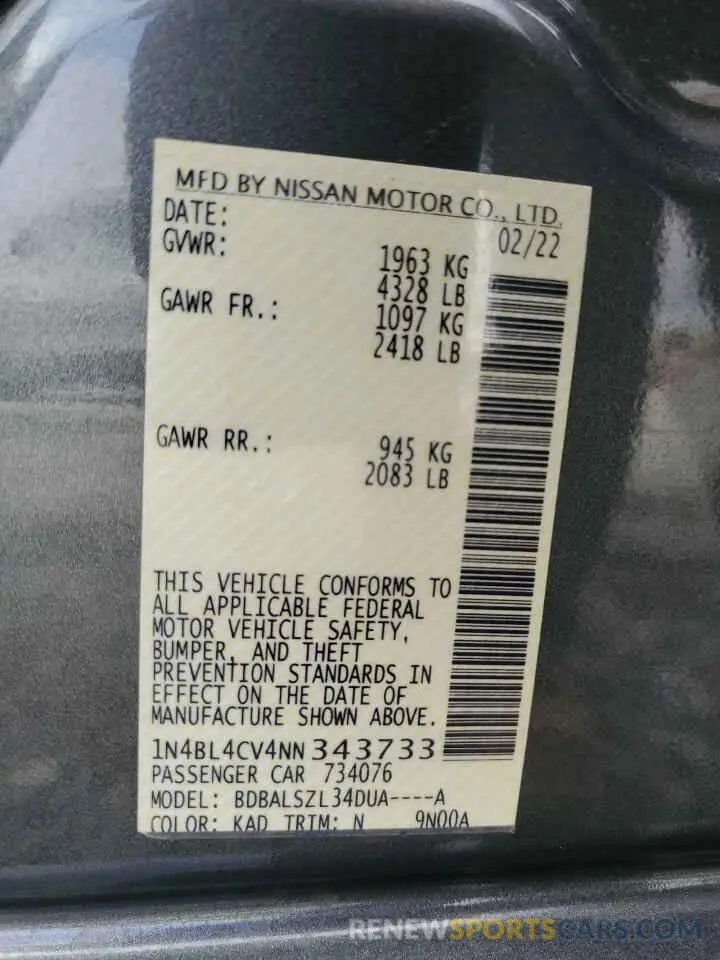 MFD BY NISSAN MOTOR CO., LTD.
DATE: 02/22
GVWR: 1963 KG
4328 LB
GAWR FR.: 1097 KG
2418 LB
GAWR RR.: 945 KG
2083 LB
THIS VEHICLE CONFORMS TO
ALL APPLICABLE FEDERAL
MOTOR VEHICLE SAFETY,
BUMPER, AND THEFT
PREVENTION STANDARDS IN
EFFECT ON THE DATE OF
MANUFACTURE SHOWN ABOVE.
1N4BL4CV4NN343733
PASSENGER CAR 734076
MODEL: BDBALSZL34DUA----A
COLOR: KAD TRIM: N 9N00A
RENEWSPORTSCARS.COM